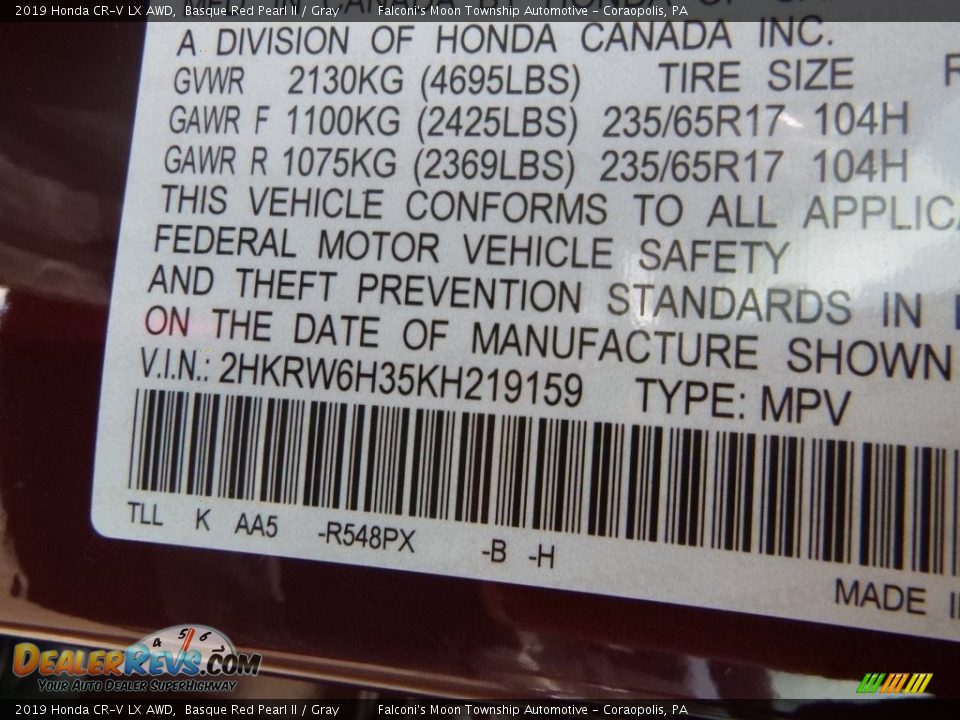 2019 Honda CR-V LX AWD, Basque Red Pearl II / Gray Falconi's Moon Township Automotive - Coraopolis, PA
A DIVISION OF HONDA CANADA INC.
GVWR 2130KG (4695LBS) TIRE SIZE
GAWR F 1100KG (2425LBS) 235/65R17 104H
GAWR R 1075KG (2369LBS) 235/65R17 104H
THIS VEHICLE CONFORMS TO ALL APPLICA
FEDERAL MOTOR VEHICLE SAFETY
AND THEFT PREVENTION STANDARDS IN
ON THE DATE OF MANUFACTURE SHOWN
V.I.N.: 2HKRW6H35KH219159 TYPE: MPV
TLL K AA5 -R548PX -B -H
MADE
4 5 6
DEALERREVS.COM
YOUR AUTO DEALER SUPERHIGHWAY
2019 Honda CR-V LX AWD, Basque Red Pearl II / Gray Falconi's Moon Township Automotive - Coraopolis, PA